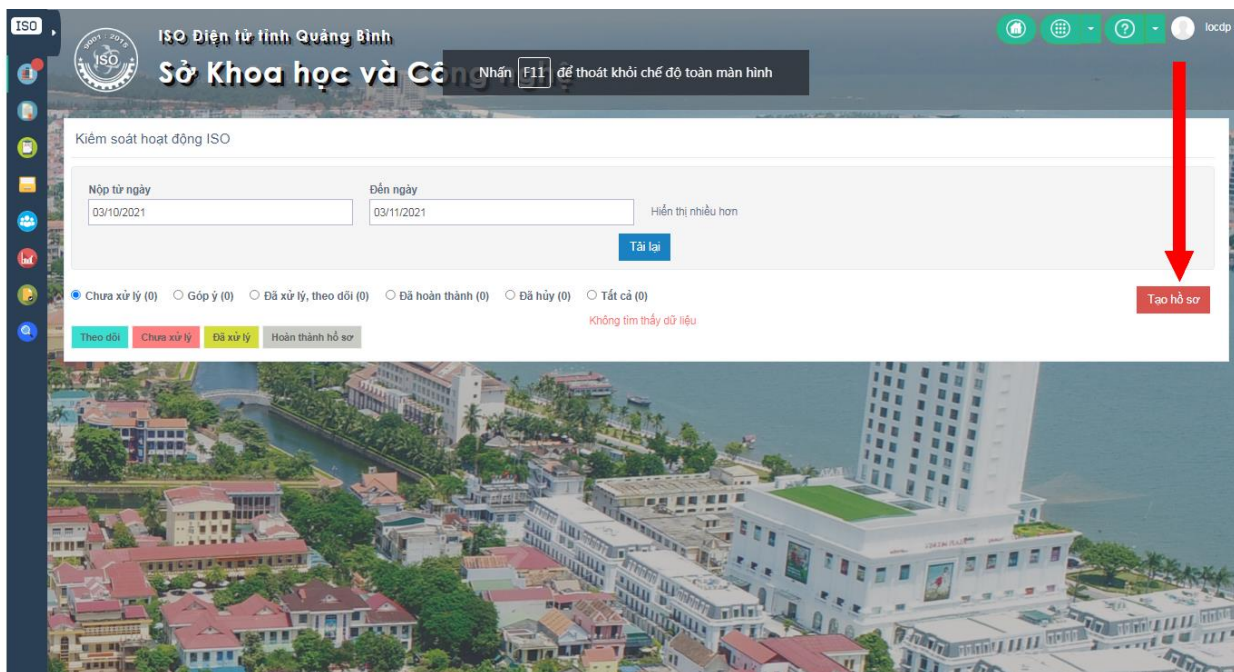 ISO
ISO Điện tử tỉnh Quảng Bình
locdp
Sở Khoa học và Công nghệ
Nhấn F11 để thoát khỏi chế độ toàn màn hình
Kiểm soát hoạt động ISO
Nộp từ ngày
Đến ngày
03/10/2021
03/11/2021
Hiển thị nhiều hơn
Tải lại
Chưa xử lý (0) Góp ý (0) Đã xử lý, theo dõi (0) Đã hoàn thành (0) Đã hủy (0) Tất cả (0)
Tạo hồ sơ
Không tìm thấy dữ liệu
Theo dõi Chưa xử lý Đã xử lý Hoàn thành hồ sơ